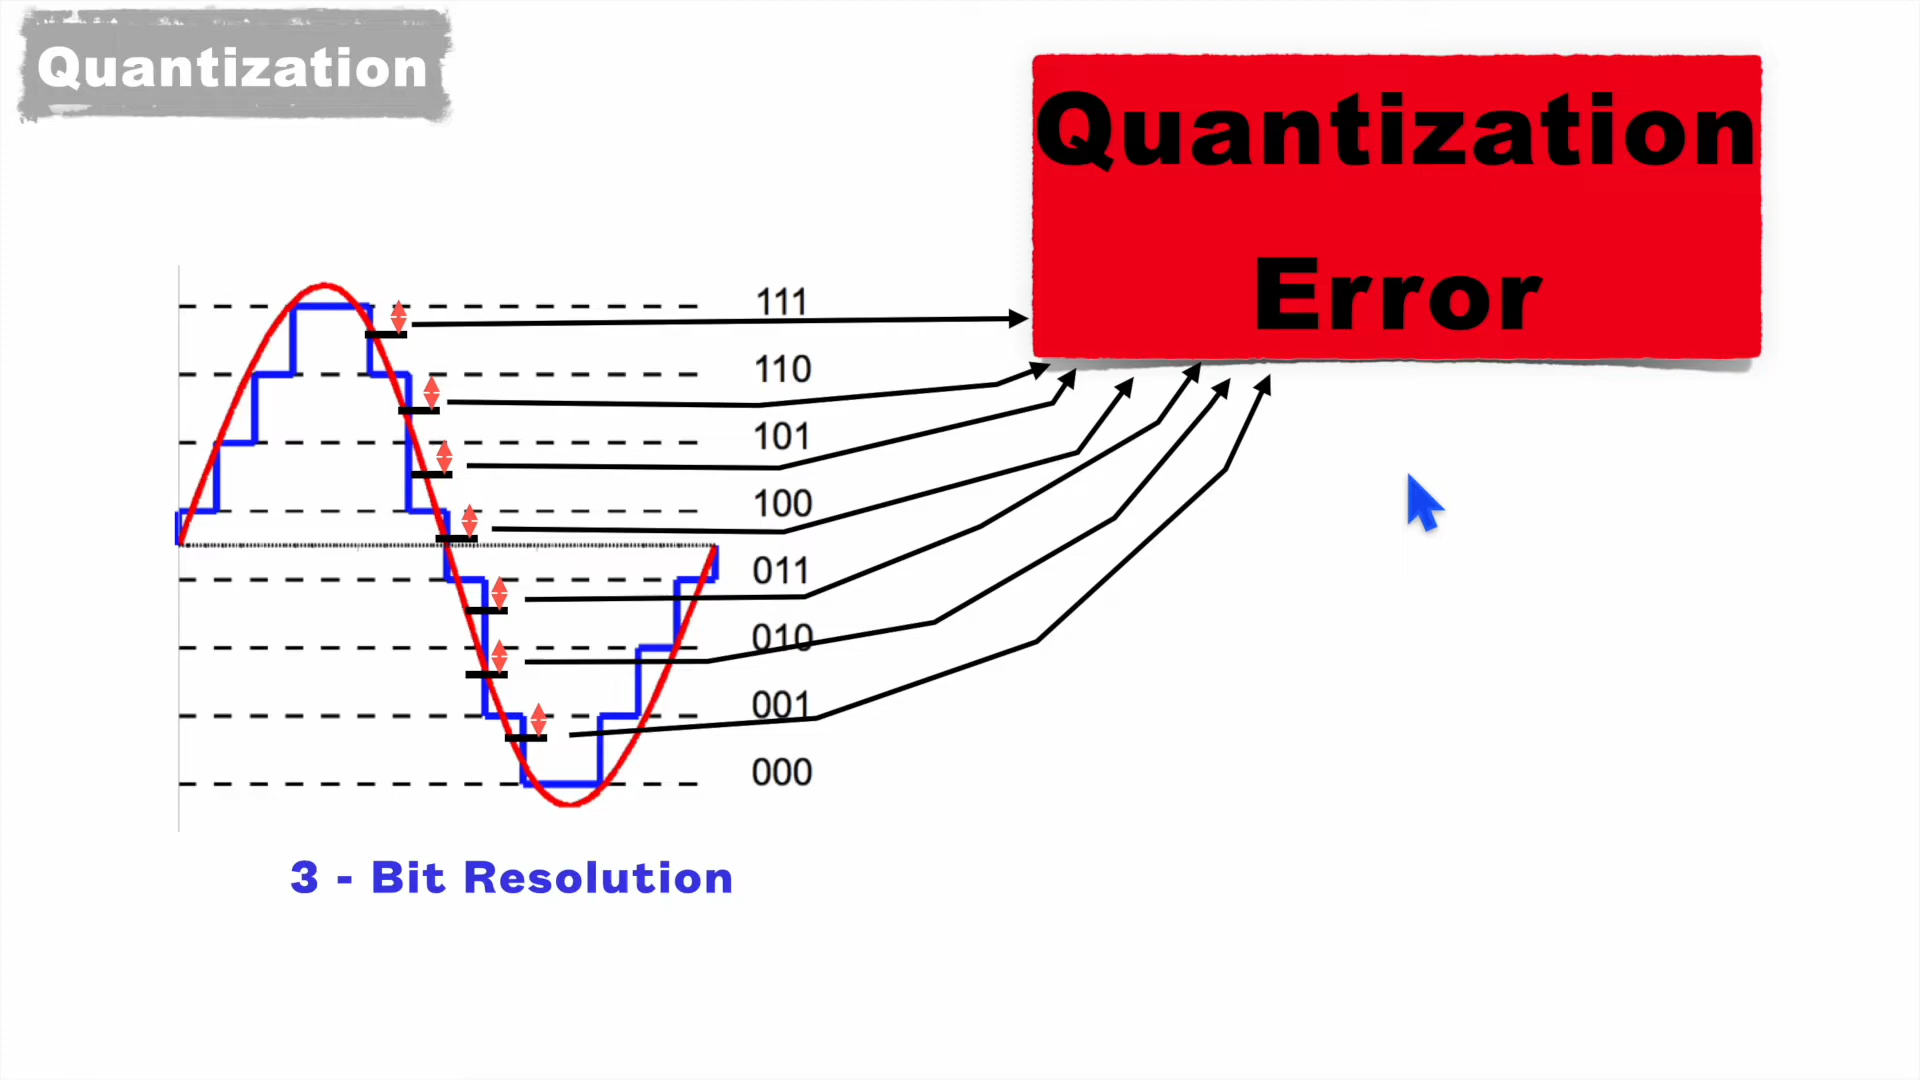 Quantization
Quantization
Error
111
110
101
100
011
010
001
000
3 - Bit Resolution